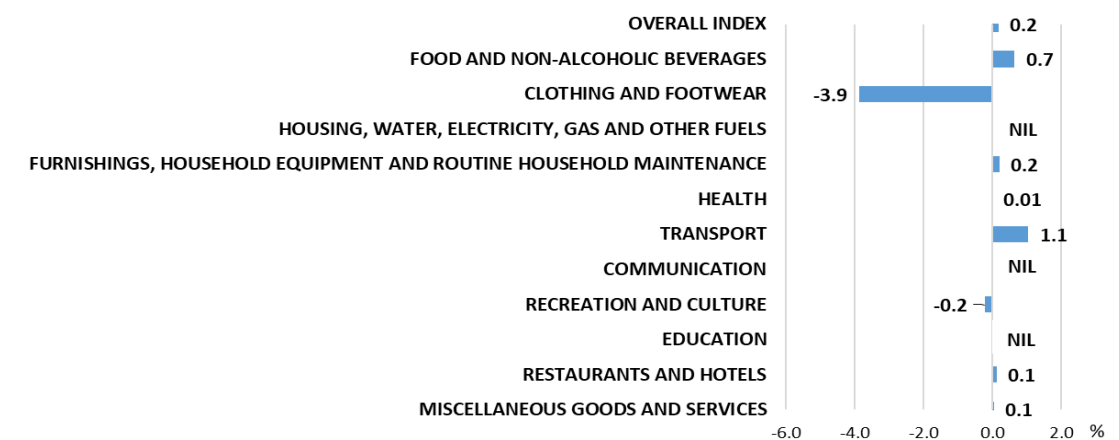 OVERALL INDEX 0.2
FOOD AND NON-ALCOHOLIC BEVERAGES 0.7
CLOTHING AND FOOTWEAR -3.9
HOUSING, WATER, ELECTRICITY, GAS AND OTHER FUELS NIL
FURNISHINGS, HOUSEHOLD EQUIPMENT AND ROUTINE HOUSEHOLD MAINTENANCE 0.2
HEALTH 0.01
TRANSPORT 1.1
COMMUNICATION NIL
RECREATION AND CULTURE -0.2
EDUCATION NIL
RESTAURANTS AND HOTELS 0.1
MISCELLANEOUS GOODS AND SERVICES 0.1
-6.0 -4.0 -2.0 0.0 2.0 %